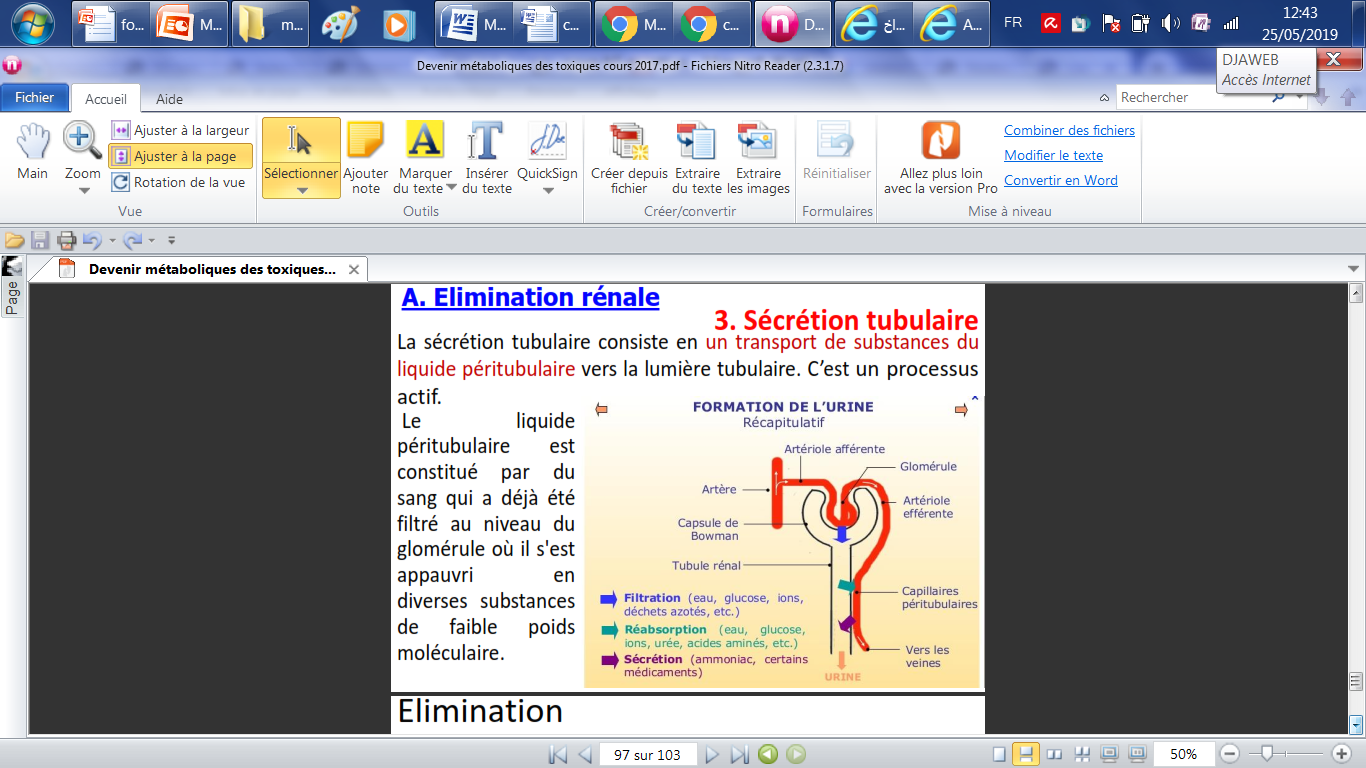 fo...
M...
m...
M...
c...
M...
c...
D...
A...
FR
12:43
25/05/2019
Devenir métaboliques des toxiques cours 2017.pdf - Fichiers Nitro Reader (2.3.1.7)
DJAWEB
Accès Internet
Fichier
Accueil
Aide
Rechercher
Main
Zoom
Ajuster à la largeur
Ajuster à la page
Rotation de la vue
Vue
Sélectionner
Ajouter note
Marquer du texte
Insérer du texte
QuickSign
Outils
Créer depuis fichier
Extraire du texte
Extraire les images
Créer/convertir
Réinitialiser
Formulaires
Allez plus loin avec la version Pro
Combiner des fichiers
Modifier le texte
Convertir en Word
Mise à niveau
Devenir métaboliques des toxiques...
Page
A. Elimination rénale
3. Sécrétion tubulaire
La sécrétion tubulaire consiste en un transport de substances du
liquide péritubulaire vers la lumière tubulaire. C’est un processus
actif.
Le liquide
péritubulaire est
constitué par du
sang qui a déjà été
filtré au niveau du
glomérule où il s'est
appauvri en
diverses substances
de faible poids
moléculaire.
FORMATION DE L’URINE
Récapitulatif
Artériole afférente
Glomérule
Artère
Artériole
efférente
Capsule de
Bowman
Tubule rénal
Capillaires
péritubulaires
Filtration (eau, glucose, ions,
déchets azotés, etc.)
Réabsorption (eau, glucose,
ions, urée, acides aminés, etc.)
Sécrétion (ammoniac, certains
médicaments)
Vers les
veines
URINE
Elimination
97 sur 103
50%